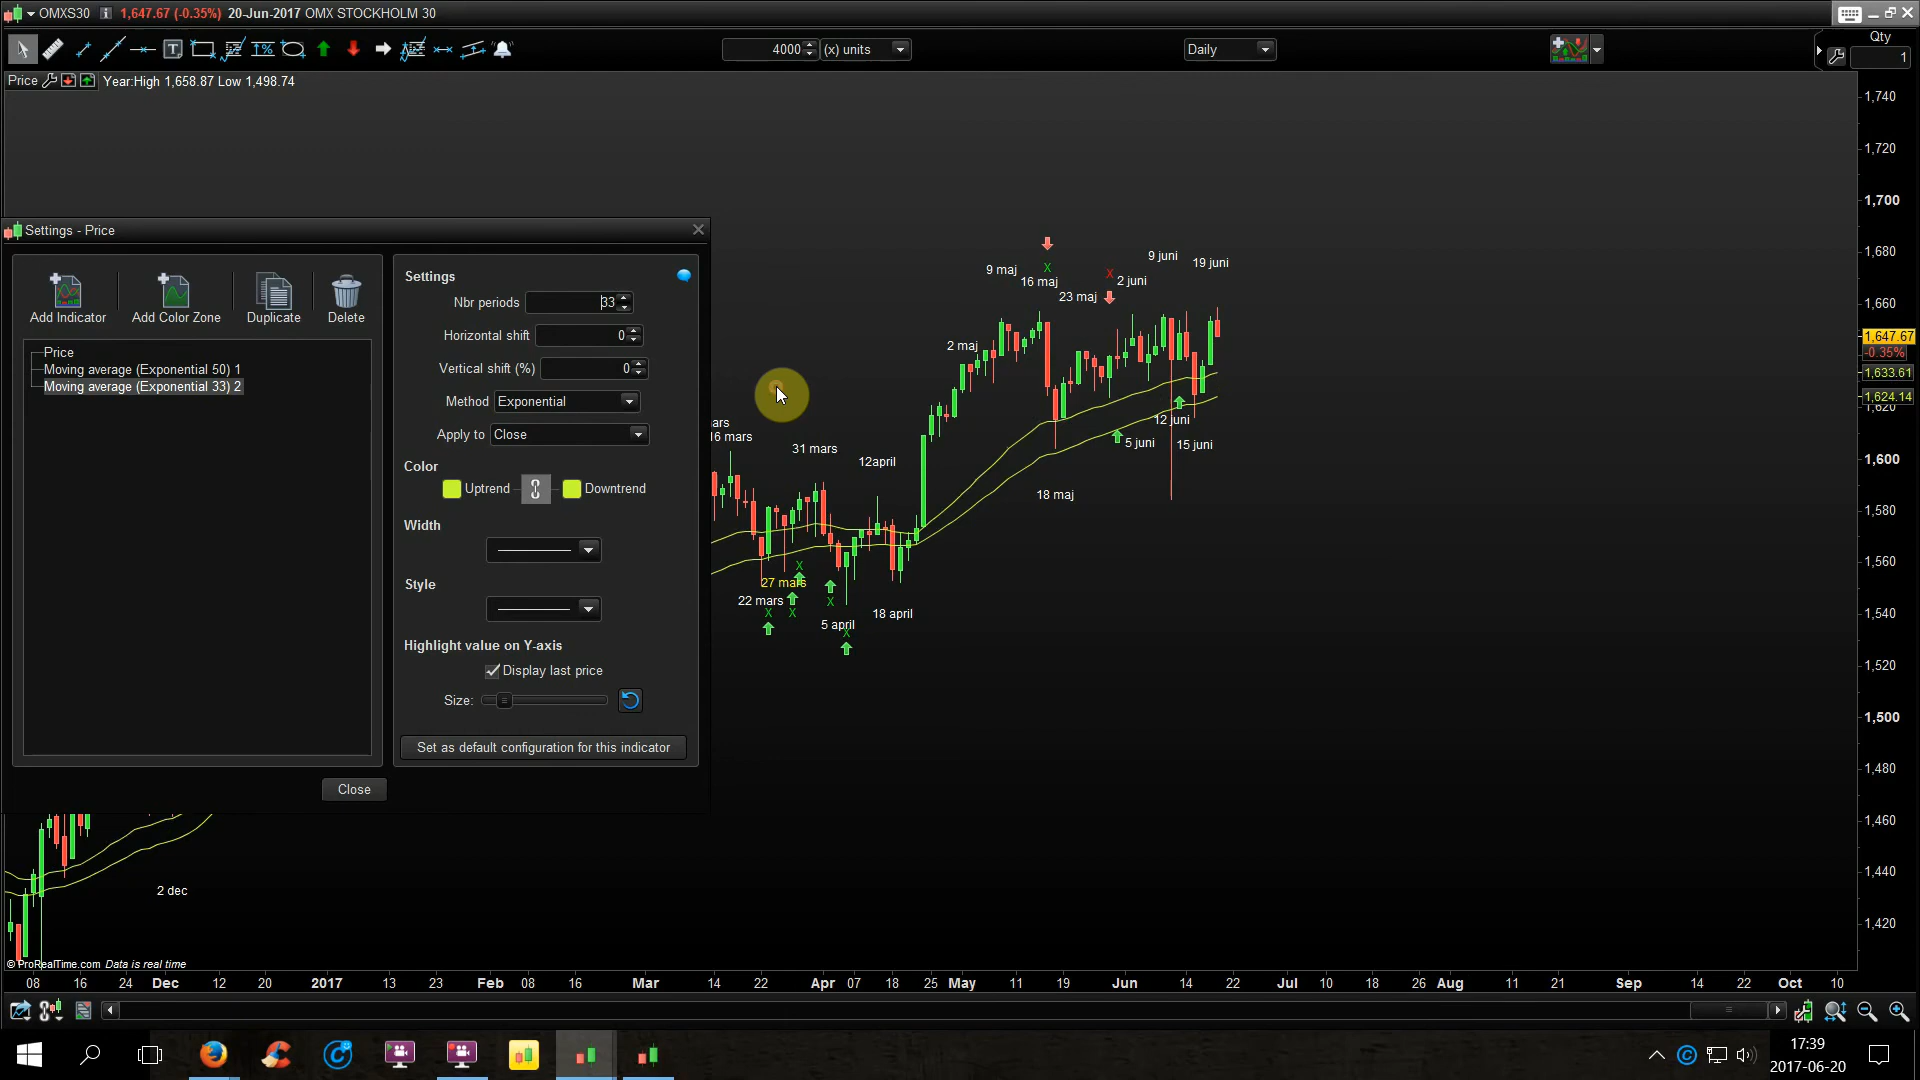 OMXS30 1,647.67 (-0.35%) 20-Jun-2017 OMX STOCKHOLM 30
4000 (x) units Daily Qty
1
Price Year:High 1,658.87 Low 1,498.74
Settings - Price
Add Indicator Add Color Zone Duplicate Delete
Price
Moving average (Exponential 50) 1
Moving average (Exponential 33) 2
Settings
Nbr periods 33
Horizontal shift 0
Vertical shift (%) 0
Method Exponential
Apply to Close
Color
Uptrend Downtrend
Width
Style
Highlight value on Y-axis
Display last price
Size:
Set as default configuration for this indicator
Close
2 dec
16 mars
22 mars
27 mars
31 mars
5 april
12april
18 april
2 maj
9 maj
16 maj
18 maj
23 maj
2 juni
5 juni
9 juni
12 juni
15 juni
19 juni
X
X
X
X
X
X
X
1,740
1,720
1,700
1,680
1,660
1,647.67
-0.35%
1,633.61
1,624.14
1,620
1,600
1,580
1,560
1,540
1,520
1,500
1,480
1,460
1,440
1,420
© ProRealTime.com Data is real time
08 16 24 Dec 12 20 2017 13 23 Feb 08 16 Mar 14 22 Apr 07 18 25 May 11 19 Jun 14 22 Jul 10 18 26 Aug 11 21 Sep 14 22 Oct 10
17:39
2017-06-20